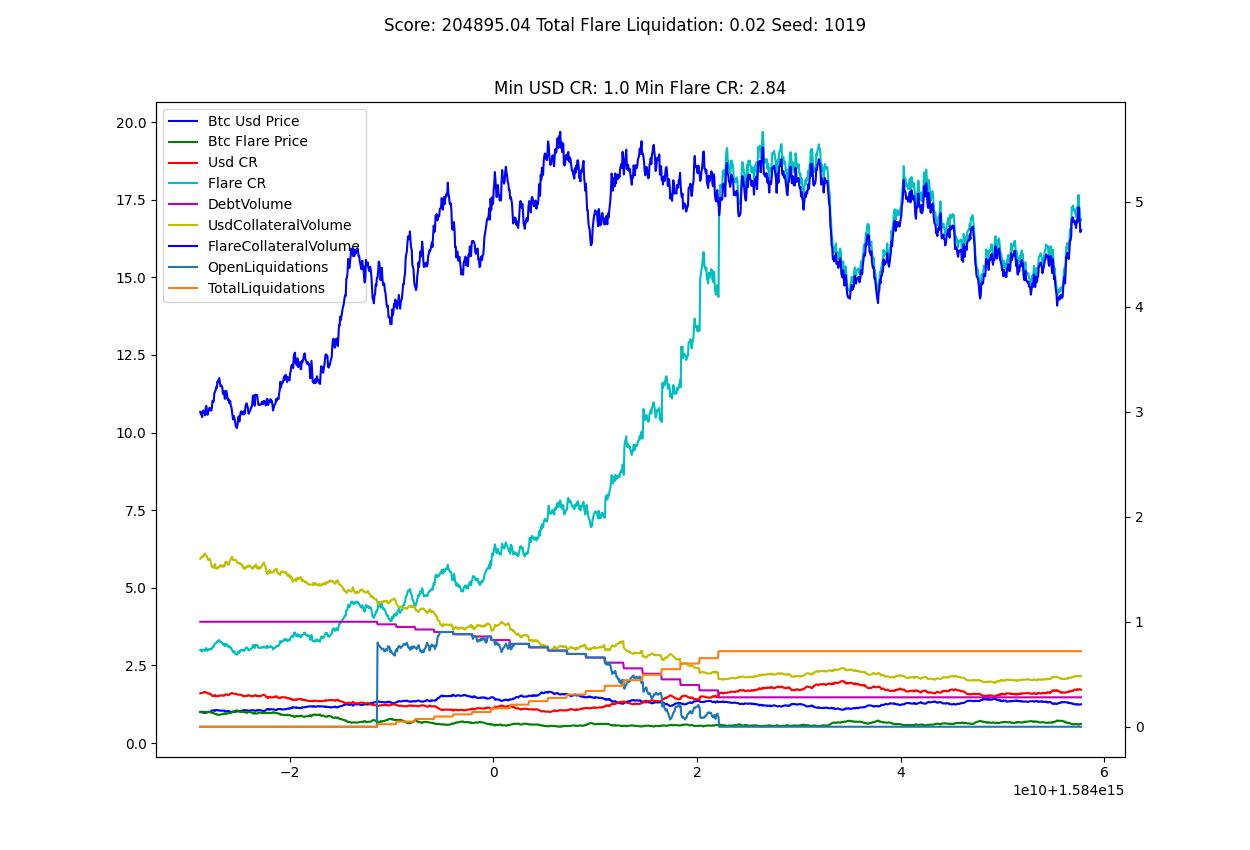 Score: 204895.04 Total Flare Liquidation: 0.02 Seed: 1019
Min USD CR: 1.0 Min Flare CR: 2.84
Btc Usd Price
Btc Flare Price
Usd CR
Flare CR
DebtVolume
UsdCollateralVolume
FlareCollateralVolume
OpenLiquidations
TotalLiquidations
20.0
17.5
15.0
12.5
10.0
7.5
5.0
2.5
0.0
5
4
3
2
1
0
−2
0
2
4
6
1e10+1.584e15